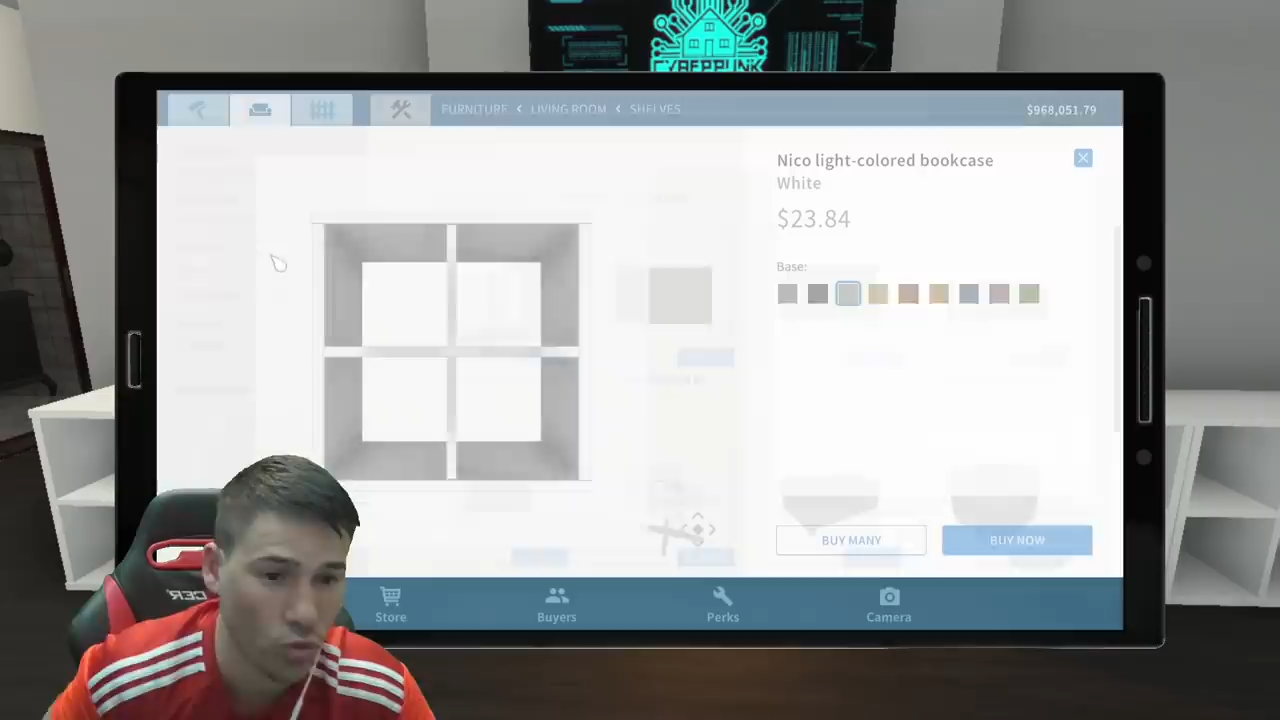 CYBERPUNK
FURNITURE < LIVING ROOM < SHELVES
$968,051.79
Nico light-colored bookcase
White
$23.84
Base:
BUY MANY
BUY NOW
Store
Buyers
Perks
Camera